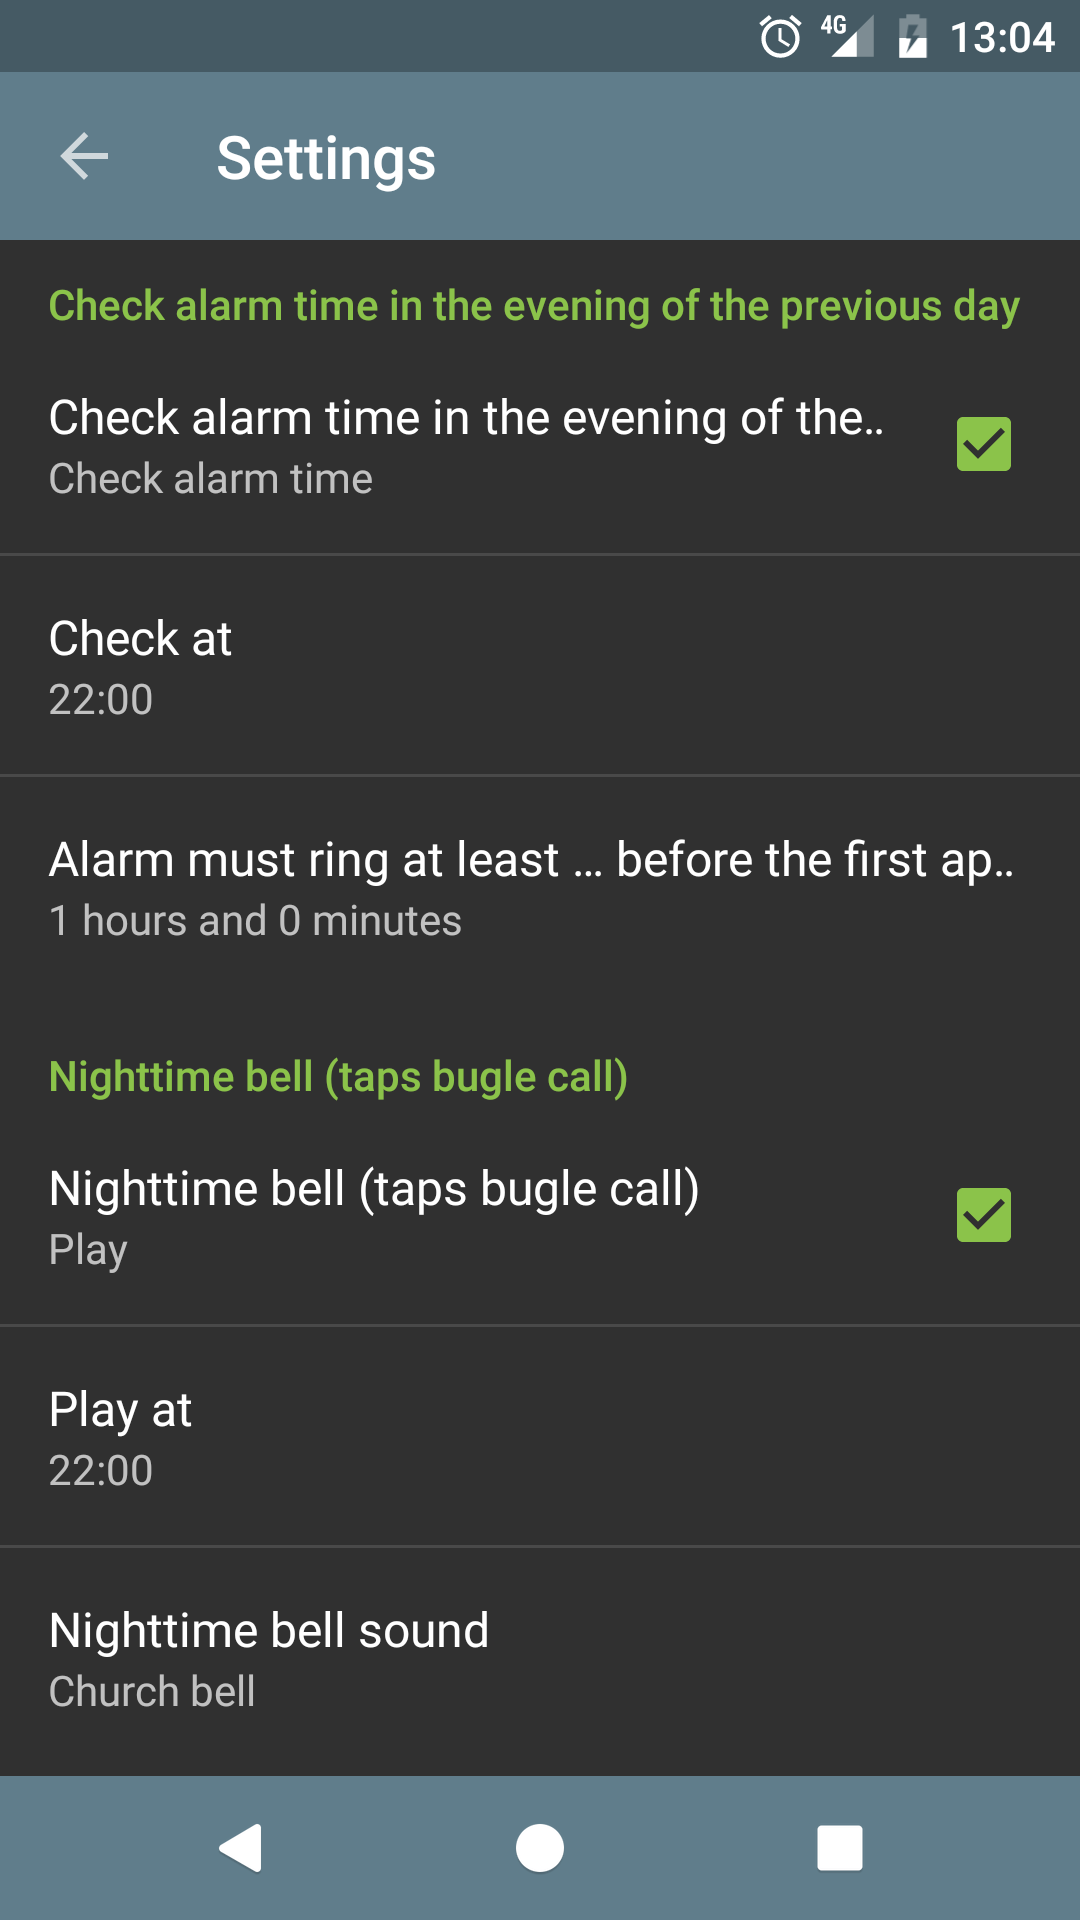 4G 13:04
Settings
Check alarm time in the evening of the previous day
Check alarm time in the evening of the..
Check alarm time
Check at
22:00
Alarm must ring at least ... before the first ap..
1 hours and 0 minutes
Nighttime bell (taps bugle call)
Nighttime bell (taps bugle call)
Play
Play at
22:00
Nighttime bell sound
Church bell